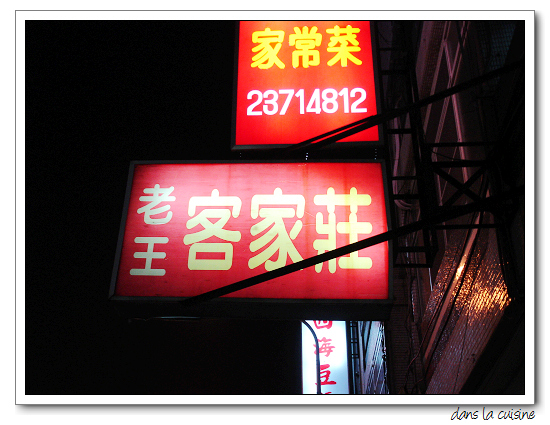 家常菜
23714812
老王
客家莊
四海豆
dans la cuisine